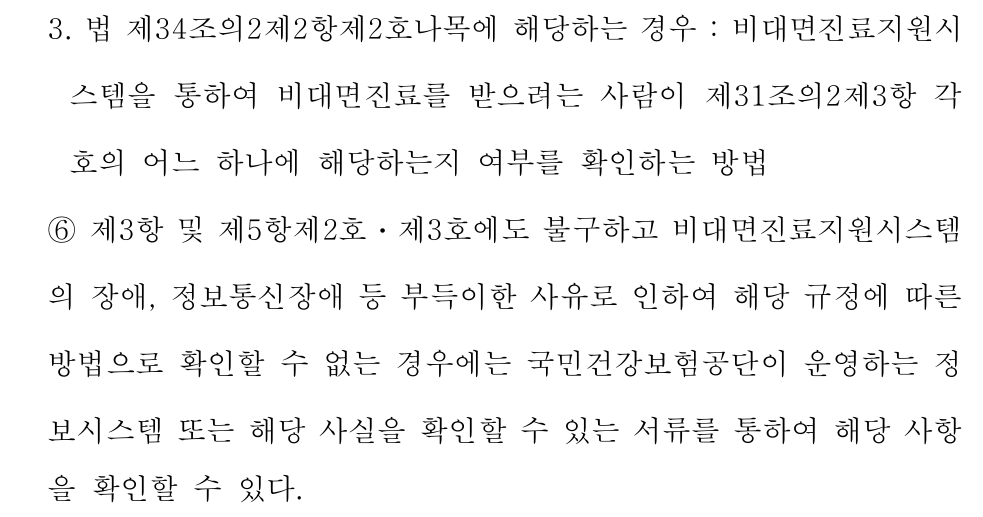 3. 법 제34조의2제2항제2호나목에 해당하는 경우 : 비대면진료지원시
스템을 통하여 비대면진료를 받으려는 사람이 제31조의2제3항 각
호의 어느 하나에 해당하는지 여부를 확인하는 방법
⑥ 제3항 및 제5항제2호ㆍ제3호에도 불구하고 비대면진료지원시스템
의 장애, 정보통신장애 등 부득이한 사유로 인하여 해당 규정에 따른
방법으로 확인할 수 없는 경우에는 국민건강보험공단이 운영하는 정
보시스템 또는 해당 사실을 확인할 수 있는 서류를 통하여 해당 사항
을 확인할 수 있다.